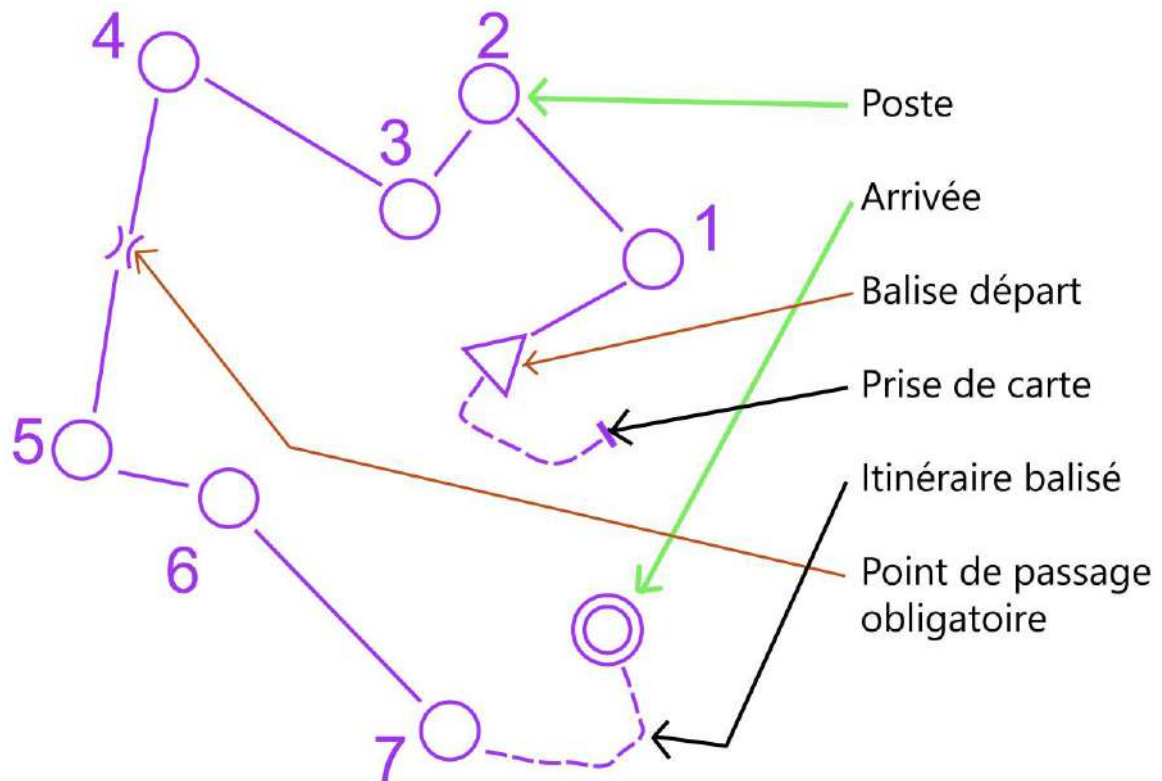 4
2
Poste
3
Arrivée
1
Balise départ
Prise de carte
5
Itinéraire balisé
6
Point de passage
obligatoire
7